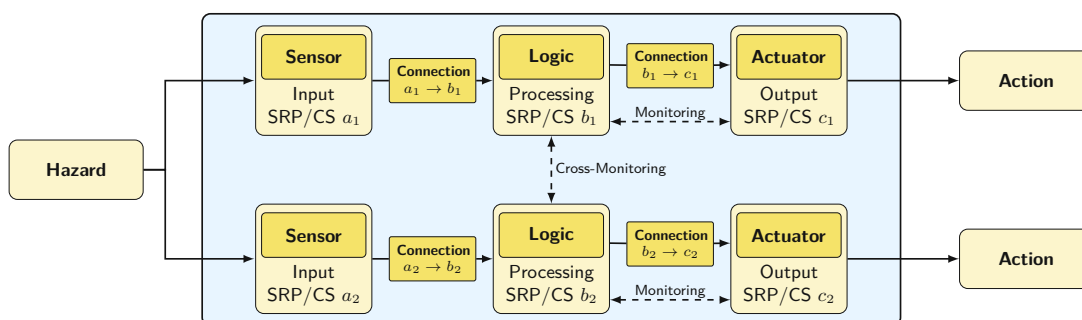 Sensor
Input
SRP/CS a₁
Connection
a₁ → b₁
Logic
Processing
SRP/CS b₁
Connection
b₁ → c₁
Monitoring
Actuator
Output
SRP/CS c₁
Action
Hazard
Cross-Monitoring
Sensor
Input
SRP/CS a₂
Connection
a₂ → b₂
Logic
Processing
SRP/CS b₂
Connection
b₂ → c₂
Monitoring
Actuator
Output
SRP/CS c₂
Action